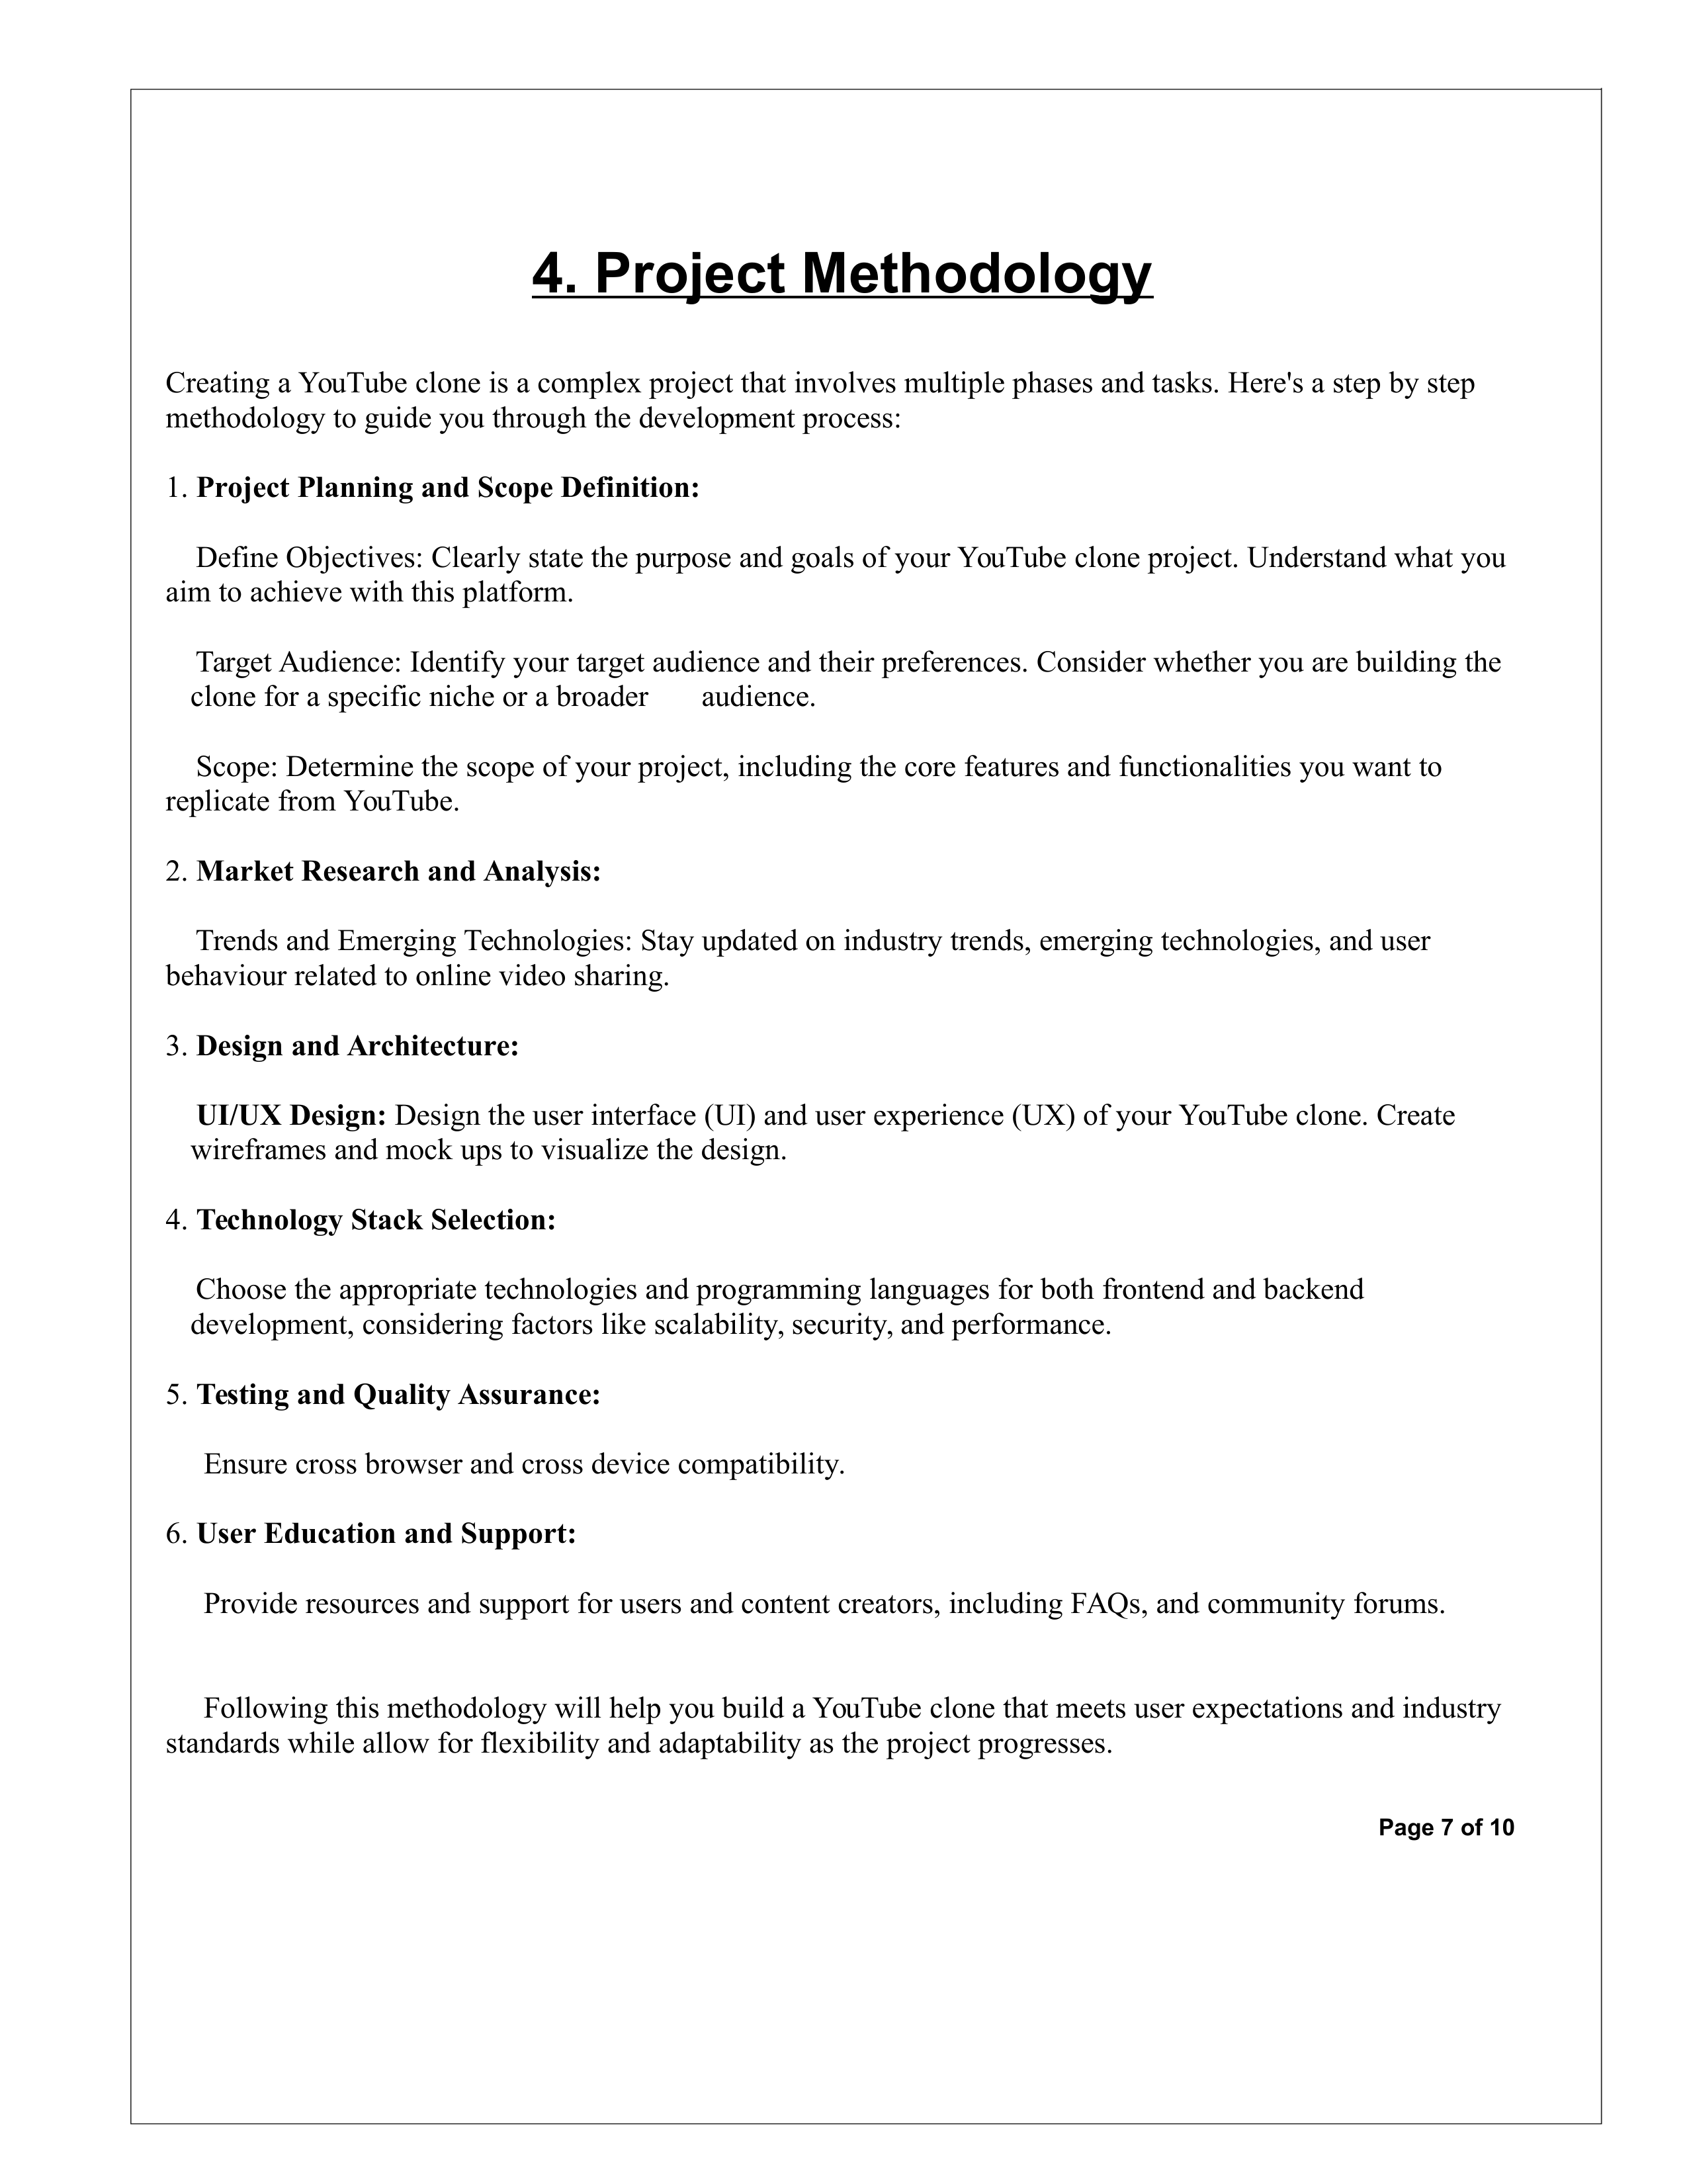 4. Project Methodology
Creating a YouTube clone is a complex project that involves multiple phases and tasks. Here's a step by step
methodology to guide you through the development process:
1. Project Planning and Scope Definition:
Define Objectives: Clearly state the purpose and goals of your YouTube clone project. Understand what you
aim to achieve with this platform.
Target Audience: Identify your target audience and their preferences. Consider whether you are building the
clone for a specific niche or a broader audience.
Scope: Determine the scope of your project, including the core features and functionalities you want to
replicate from YouTube.
2. Market Research and Analysis:
Trends and Emerging Technologies: Stay updated on industry trends, emerging technologies, and user
behaviour related to online video sharing.
3. Design and Architecture:
UI/UX Design: Design the user interface (UI) and user experience (UX) of your YouTube clone. Create
wireframes and mock ups to visualize the design.
4. Technology Stack Selection:
Choose the appropriate technologies and programming languages for both frontend and backend
development, considering factors like scalability, security, and performance.
5. Testing and Quality Assurance:
Ensure cross browser and cross device compatibility.
6. User Education and Support:
Provide resources and support for users and content creators, including FAQs, and community forums.
Following this methodology will help you build a YouTube clone that meets user expectations and industry
standards while allow for flexibility and adaptability as the project progresses.
Page 7 of 10